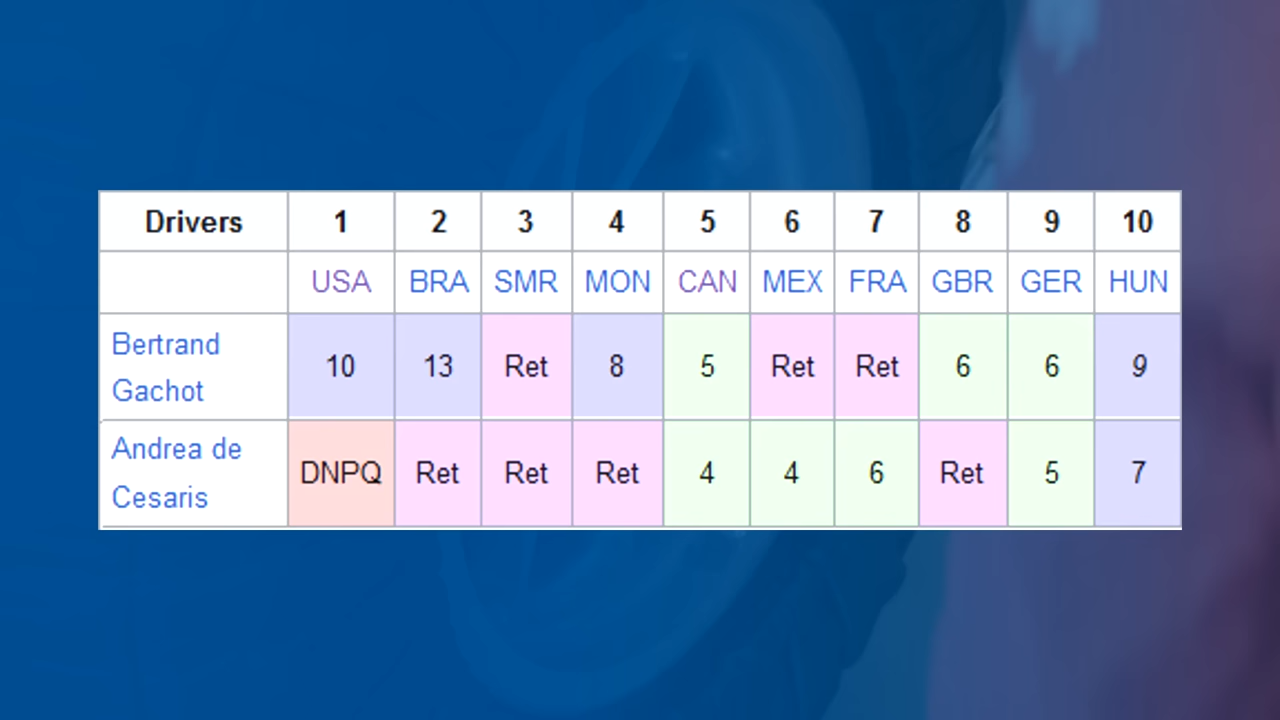 Drivers 1 2 3 4 5 6 7 8 9 10
USA BRA SMR MON CAN MEX FRA GBR GER HUN
Bertrand
Gachot 10 13 Ret 8 5 Ret Ret 6 6 9
Andrea de
Cesaris DNPQ Ret Ret Ret 4 4 6 Ret 5 7